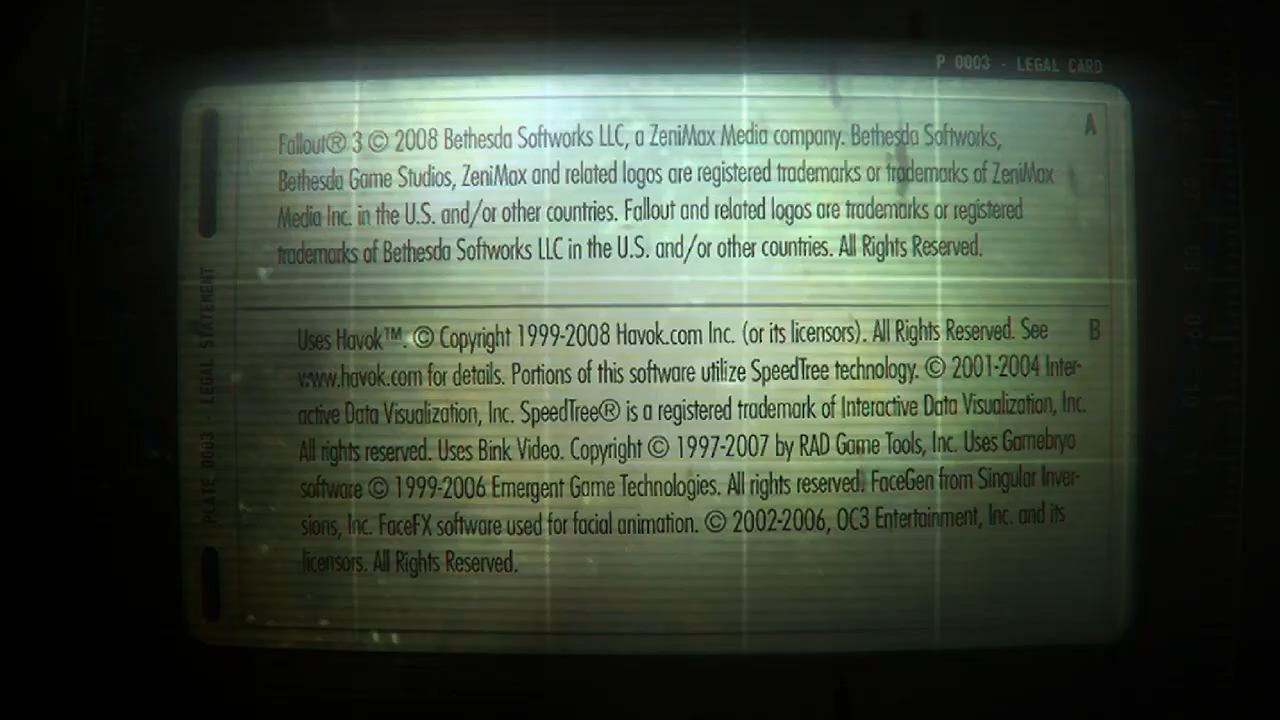 P 0003 - LEGAL CARD
A
Fallout® 3 © 2008 Bethesda Softworks LLC, a ZeniMax Media company. Bethesda Softworks,
Bethesda Game Studios, ZeniMax and related logos are registered trademarks or trademarks of ZeniMax
Media Inc. in the U.S. and/or other countries. Fallout and related logos are trademarks or registered
trademarks of Bethesda Softworks LLC in the U.S. and/or other countries. All Rights Reserved.
B
Uses Havok™. © Copyright 1999-2008 Havok.com Inc. (or its licensors). All Rights Reserved. See
www.havok.com for details. Portions of this software utilize SpeedTree technology. © 2001-2004 Inter-
active Data Visualization, Inc. SpeedTree® is a registered trademark of Interactive Data Visualization, Inc.
All rights reserved. Uses Bink Video. Copyright © 1997-2007 by RAD Game Tools, Inc. Uses Gamebryo
software © 1999-2006 Emergent Game Technologies. All rights reserved. FaceGen from Singular Inver-
sions, Inc. FaceFX software used for facial animation. © 2002-2006, OC3 Entertainment, Inc. and its
licensors. All Rights Reserved.
PLATE 0003 - LEGAL STATEMENT